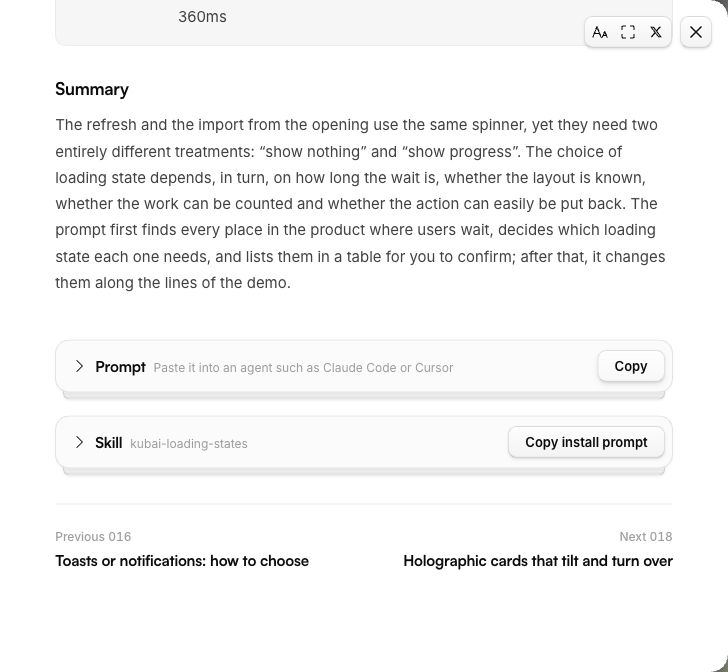 360ms
AA
Summary
The refresh and the import from the opening use the same spinner, yet they need two
entirely different treatments: “show nothing” and “show progress”. The choice of
loading state depends, in turn, on how long the wait is, whether the layout is known,
whether the work can be counted and whether the action can easily be put back. The
prompt first finds every place in the product where users wait, decides which loading
state each one needs, and lists them in a table for you to confirm; after that, it changes
them along the lines of the demo.
Prompt Paste it into an agent such as Claude Code or Cursor Copy
Skill kubai-loading-states Copy install prompt
Previous 016 Next 018
Toasts or notifications: how to choose Holographic cards that tilt and turn over